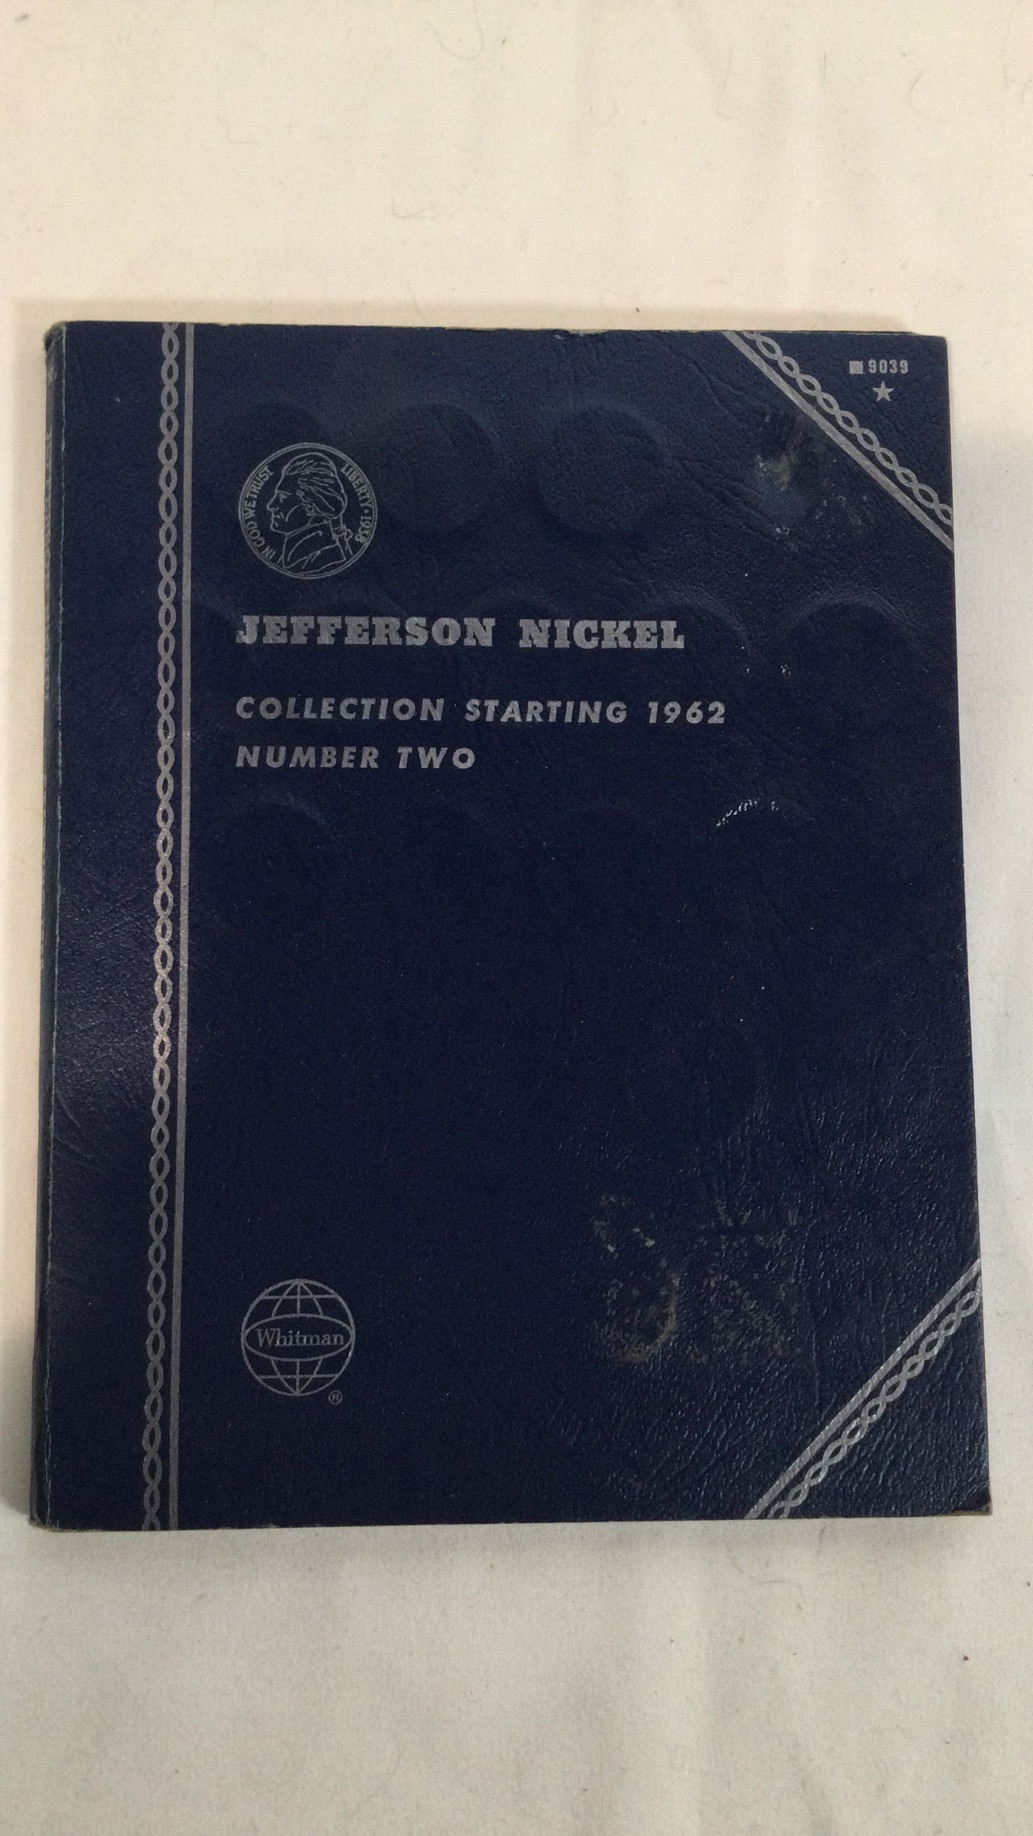 9039
IN GOD WE TRUST
LIBERTY • 1938
JEFFERSON NICKEL
COLLECTION STARTING 1962
NUMBER TWO
Whitman
®